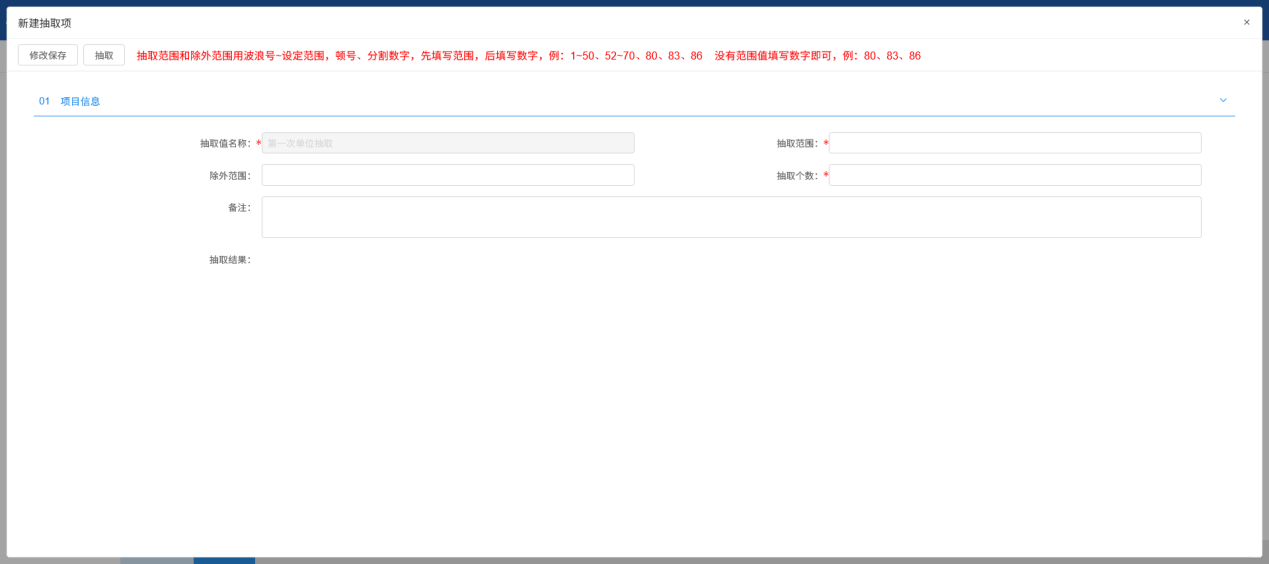 新建抽取项 ×
修改保存 抽取 抽取范围和除外范围用波浪号~设定范围，顿号、分割数字，先填写范围，后填写数字，例：1~50、52~70、80、83、86 没有范围值填写数字即可，例：80、83、86
01 项目信息
抽取值名称：* 第一次单位抽取 抽取范围：*
除外范围： 抽取个数：*
备注：
抽取结果：